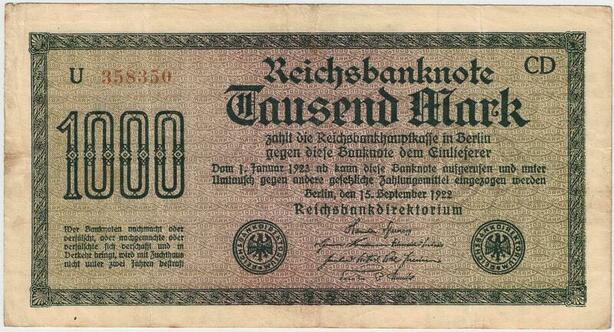 Reichsbanknote
U 358350
CD
Tausend Mark
1000
zahlt die Reichsbankhauptkasse in Berlin
gegen diese Banknote dem Einlieferer
Vom 1. Januar 1923 ab kann diese Banknote aufgerufen und unter
Umtausch gegen andere gesetzliche Zahlungsmittel eingezogen werden
Berlin, den 15. September 1922
Reichsbankdirektorium
Wer Banknoten nachmacht oder
verfälscht, oder nachgemachte oder
verfälschte sich verschafft und in
Verkehr bringt, wird mit Zuchthaus
nicht unter zwei Jahren bestraft